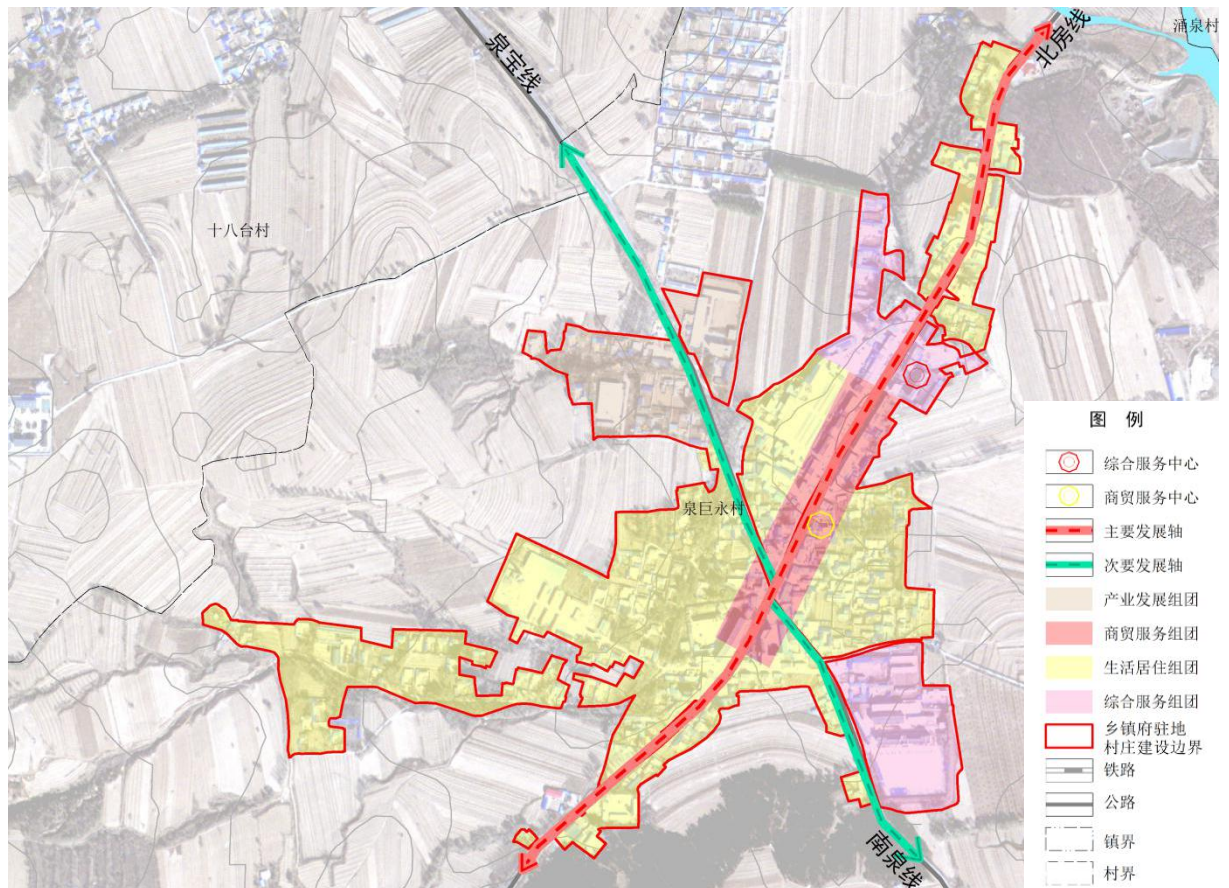 涌泉村
北房线
泉宝线
十八台村
泉巨永村
南泉线
图 例
综合服务中心
商贸服务中心
主要发展轴
次要发展轴
产业发展组团
商贸服务组团
生活居住组团
综合服务组团
乡镇府驻地
村庄建设边界
铁路
公路
镇界
村界